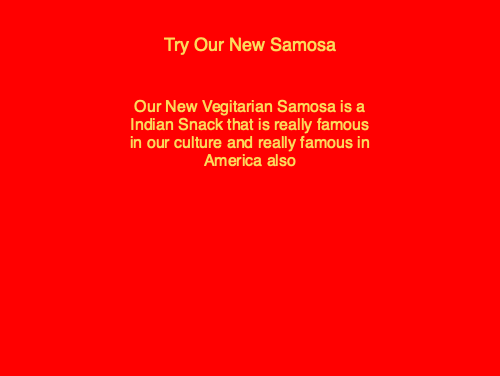 Try Our New Samosa
Our New Vegitarian Samosa is a
Indian Snack that is really famous
in our culture and really famous in
America also